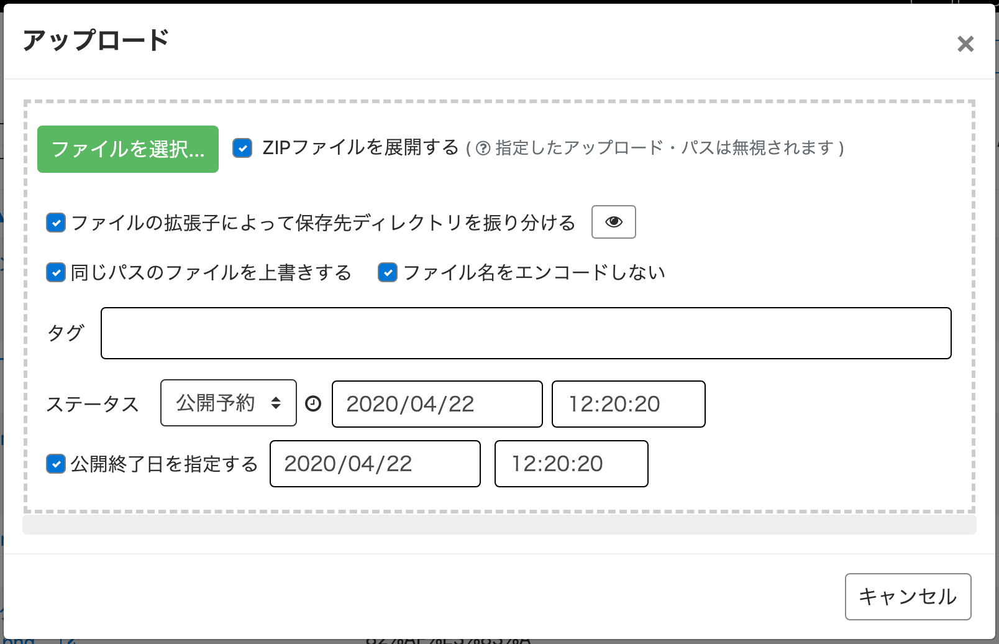 アップロード
ファイルを選択... ZIPファイルを展開する ( ? 指定したアップロード・パスは無視されます )
ファイルの拡張子によって保存先ディレクトリを振り分ける
同じパスのファイルを上書きする ファイル名をエンコードしない
タグ
ステータス 公開予約 2020/04/22 12:20:20
公開終了日を指定する 2020/04/22 12:20:20
キャンセル